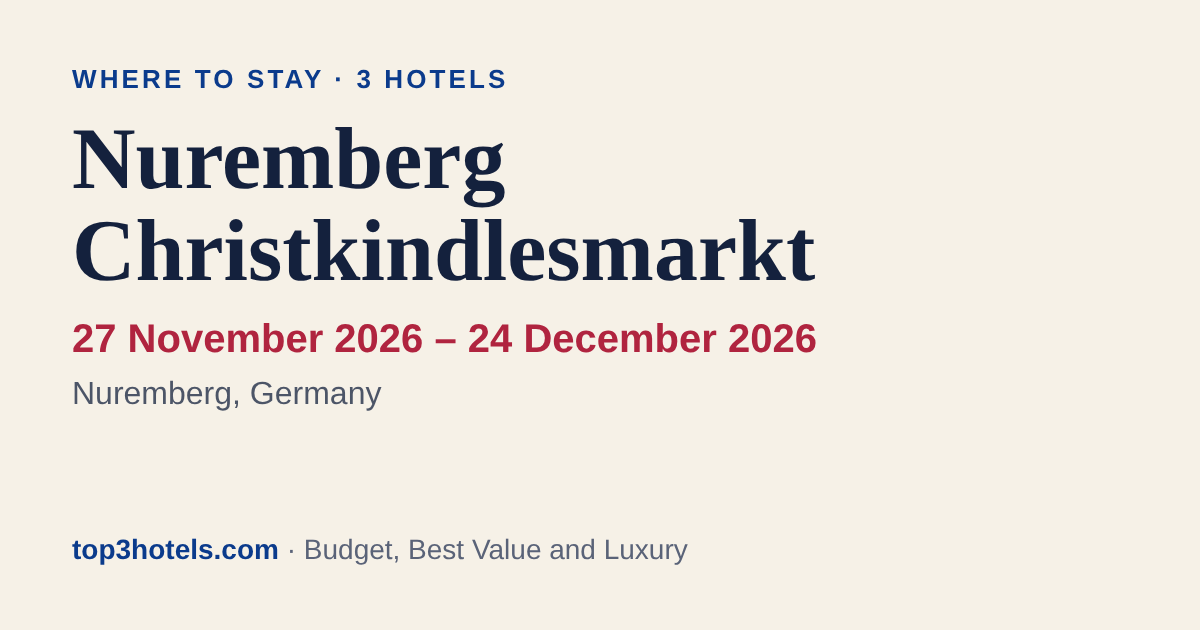 WHERE TO STAY · 3 HOTELS
Nuremberg
Christkindlesmarkt
27 November 2026 – 24 December 2026
Nuremberg, Germany
top3hotels.com · Budget, Best Value and Luxury